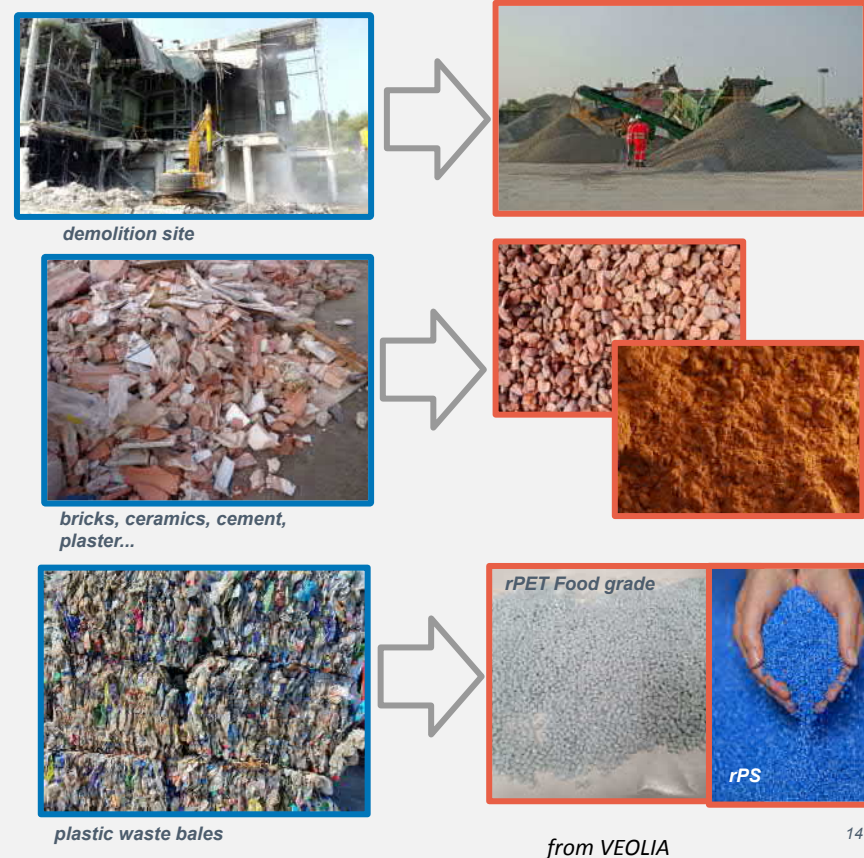 demolition site
bricks, ceramics, cement,
plaster...
rPET Food grade
rPS
plastic waste bales
from VEOLIA
14